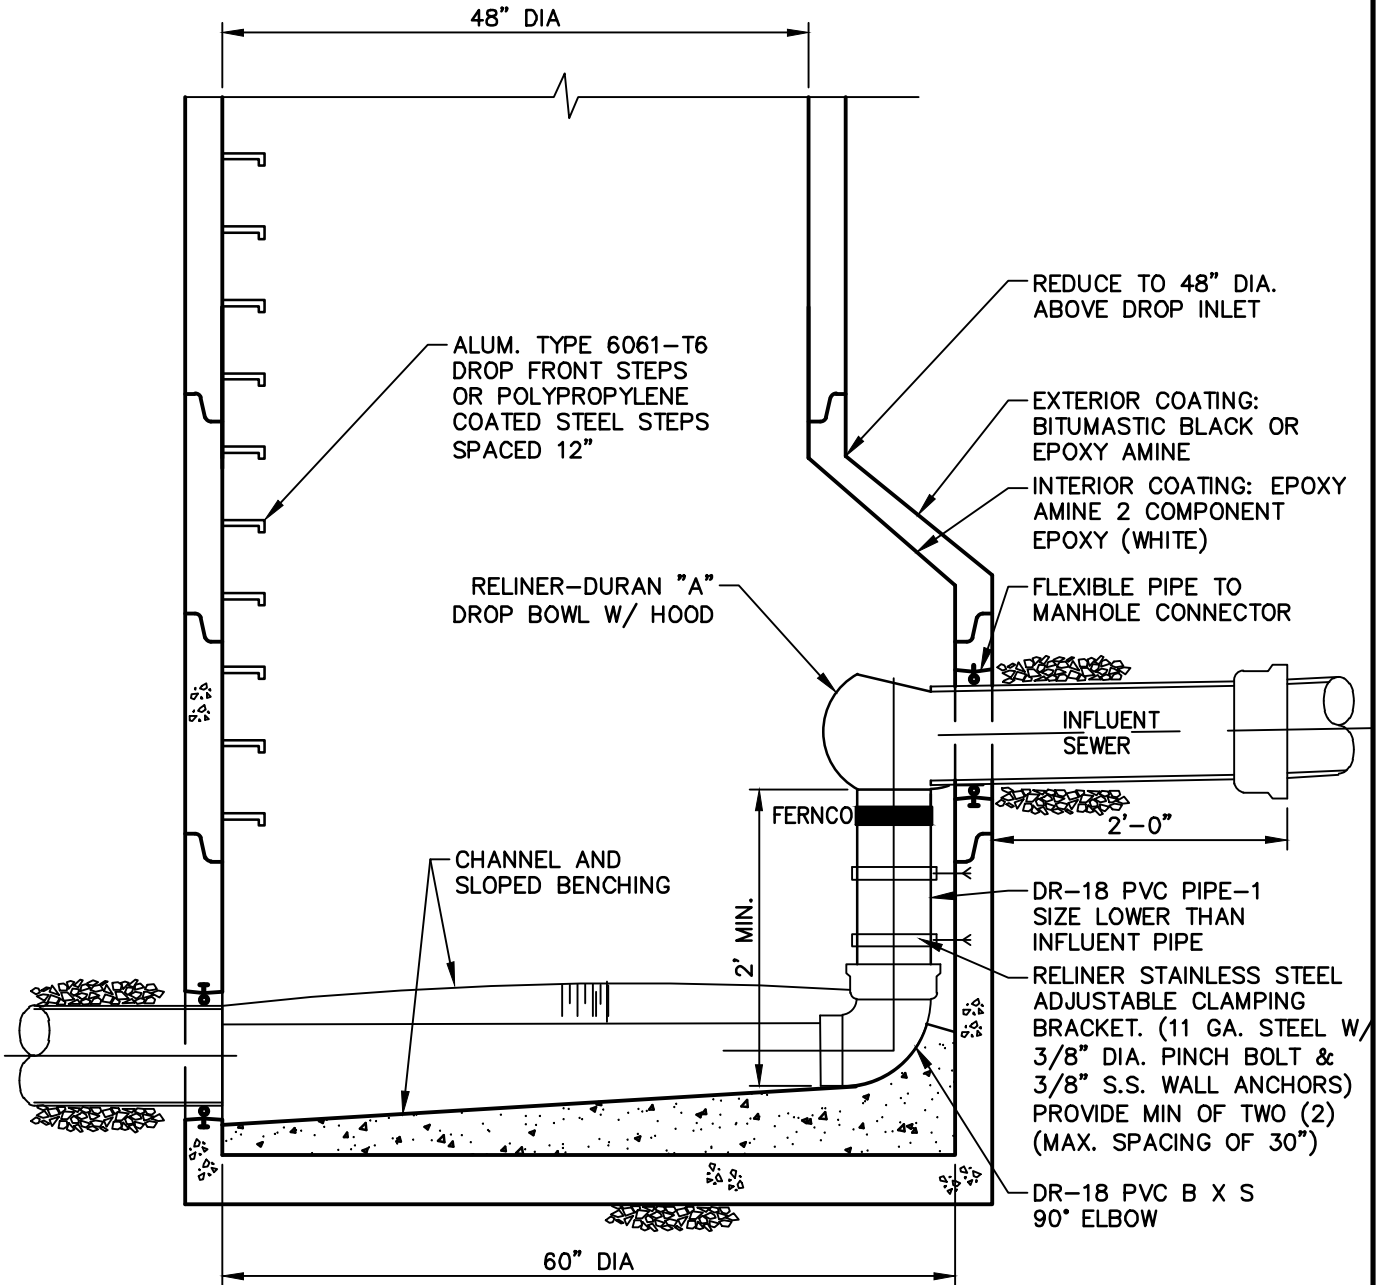 48" DIA
REDUCE TO 48" DIA.
ABOVE DROP INLET
ALUM. TYPE 6061-T6
DROP FRONT STEPS
OR POLYPROPYLENE
COATED STEEL STEPS
SPACED 12"
EXTERIOR COATING:
BITUMASTIC BLACK OR
EPOXY AMINE
INTERIOR COATING: EPOXY
AMINE 2 COMPONENT
EPOXY (WHITE)
RELINER-DURAN "A"
DROP BOWL W/ HOOD
FLEXIBLE PIPE TO
MANHOLE CONNECTOR
INFLUENT
SEWER
FERNCO
2'-0"
CHANNEL AND
SLOPED BENCHING
2' MIN.
DR-18 PVC PIPE-1
SIZE LOWER THAN
INFLUENT PIPE
RELINER STAINLESS STEEL
ADJUSTABLE CLAMPING
BRACKET. (11 GA. STEEL W/
3/8" DIA. PINCH BOLT &
3/8" S.S. WALL ANCHORS)
PROVIDE MIN OF TWO (2)
(MAX. SPACING OF 30")
DR-18 PVC B X S
90° ELBOW
60" DIA